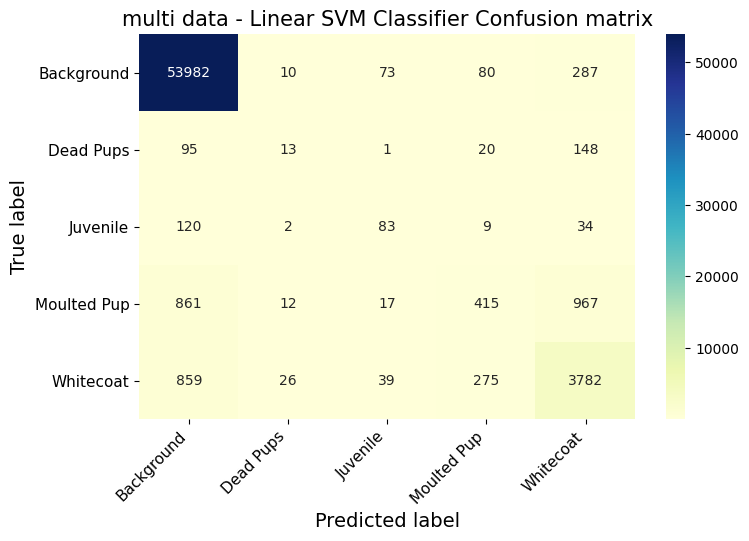 multi data - Linear SVM Classifier Confusion matrix
True label
Background 53982 10 73 80 287
Dead Pups 95 13 1 20 148
Juvenile 120 2 83 9 34
Moulted Pup 861 12 17 415 967
Whitecoat 859 26 39 275 3782
Background Dead Pups Juvenile Moulted Pup Whitecoat
Predicted label
50000
40000
30000
20000
10000